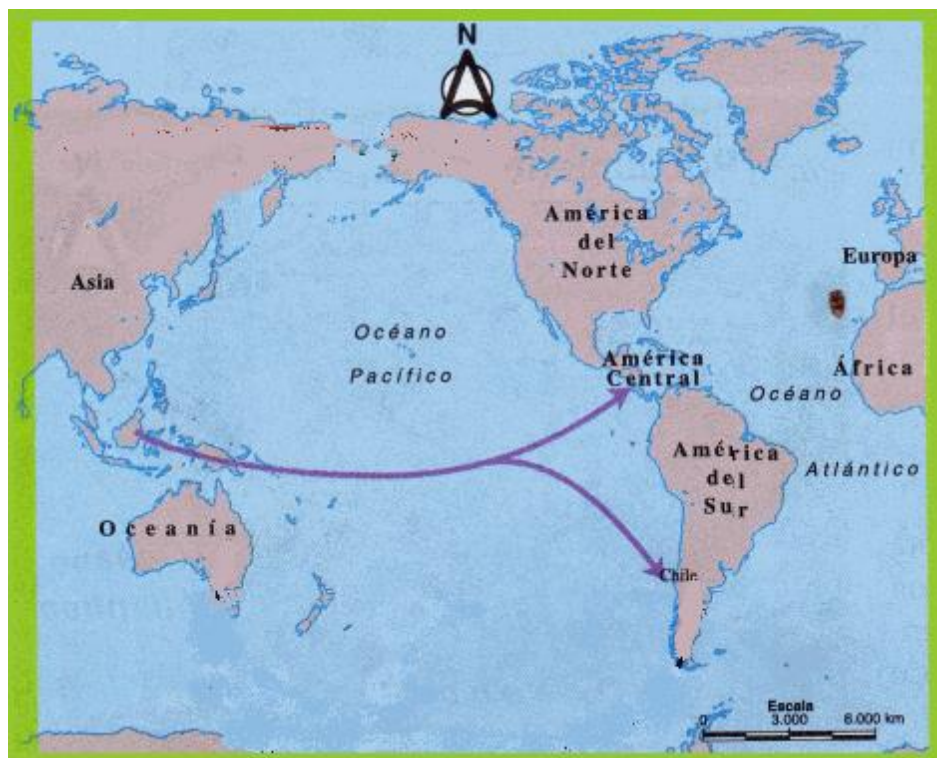 N
América
del
Norte
Europa
Asia
Océano
Pacífico
América
Central
África
Océano
Atlántico
América
del
Sur
Oceanía
Chile
Escala
0 3.000 6.000 km